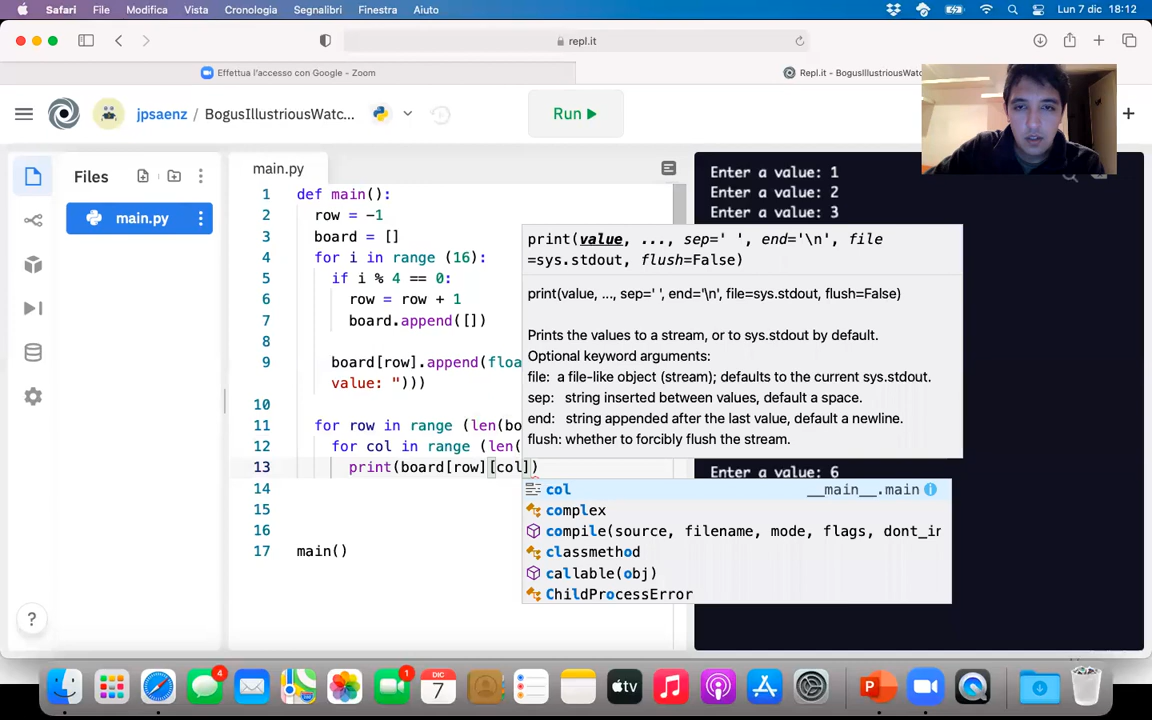 Safari File Modifica Vista Cronologia Segnalibri Finestra Aiuto Lun 7 dic 18:12
repl.it
Effettua l'accesso con Google - Zoom
Repl.it - BogusIllustriousWatc
jpsaenz / BogusIllustriousWatc...
Run
Files
main.py
main.py
1 def main():
2 row = -1
3 board = []
4 for i in range (16):
5 if i % 4 == 0:
6 row = row + 1
7 board.append([])
8
9 board[row].append(floa
value: ")))
10
11 for row in range (len(bo
12 for col in range (len(
13 print(board[row][col])
14
15
16
17 main()
Enter a value: 1
Enter a value: 2
Enter a value: 3
print(value, ..., sep=' ', end='\n', file
=sys.stdout, flush=False)
print(value, ..., sep=' ', end='\n', file=sys.stdout, flush=False)
Prints the values to a stream, or to sys.stdout by default.
Optional keyword arguments:
file: a file-like object (stream); defaults to the current sys.stdout.
sep: string inserted between values, default a space.
end: string appended after the last value, default a newline.
flush: whether to forcibly flush the stream.
Enter a value: 6
col __main__.main
complex
compile(source, filename, mode, flags, dont_in
classmethod
callable(obj)
ChildProcessError
?
4
1
DIC
7
tv